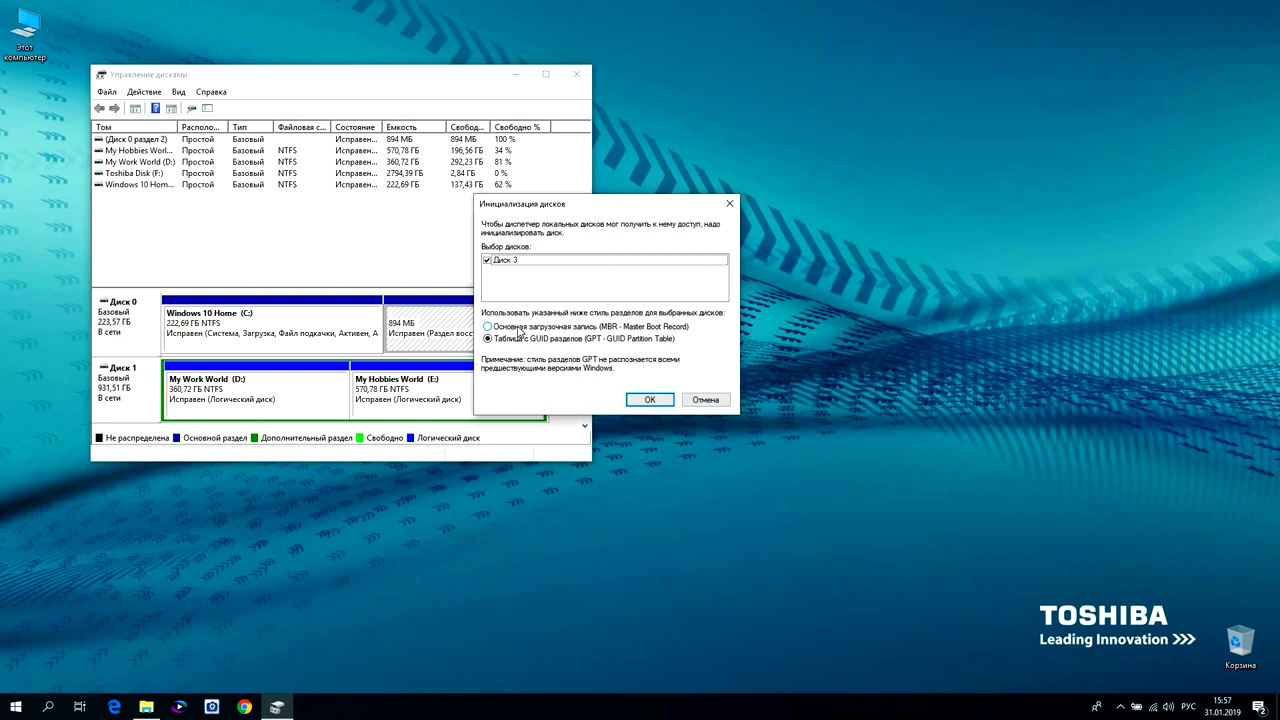 Этот
компьютер
Управление дисками
Файл Действие Вид Справка
Том Располо... Тип Файловая с... Состояние Емкость Свобод... Свободно %
(Диск 0 раздел 2) Простой Базовый Исправен... 894 МБ 894 МБ 100 %
My Hobbies Worl... Простой Базовый NTFS Исправен... 570,78 ГБ 196,56 ГБ 34 %
My Work World (D:) Простой Базовый NTFS Исправен... 360,72 ГБ 292,23 ГБ 81 %
Toshiba Disk (F:) Простой Базовый NTFS Исправен... 2794,39 ГБ 2,84 ГБ 0 %
Windows 10 Hom... Простой Базовый NTFS Исправен... 222,69 ГБ 137,43 ГБ 62 %
Диск 0
Базовый
223,57 ГБ
В сети
Windows 10 Home (C:)
222,69 ГБ NTFS
Исправен (Система, Загрузка, Файл подкачки, Активен, А
894 МБ
Исправен (Раздел восс
Диск 1
Базовый
931,51 ГБ
В сети
My Work World (D:)
360,72 ГБ NTFS
Исправен (Логический диск)
My Hobbies World (E:)
570,78 ГБ NTFS
Исправен (Логический диск)
Не распределена Основной раздел Дополнительный раздел Свободно Логический диск
Инициализация дисков
Чтобы диспетчер локальных дисков мог получить к нему доступ, надо
инициализировать диск.
Выбор дисков:
Диск 3
Использовать указанный ниже стиль разделов для выбранных дисков:
Основная загрузочная запись (MBR - Master Boot Record)
Таблица с GUID разделов (GPT - GUID Partition Table)
Примечание: стиль разделов GPT не распознается всеми
предшествующими версиями Windows.
OK Отмена
TOSHIBA
Leading Innovation >>>
Корзина
РУС
15:57
31.01.2019
2